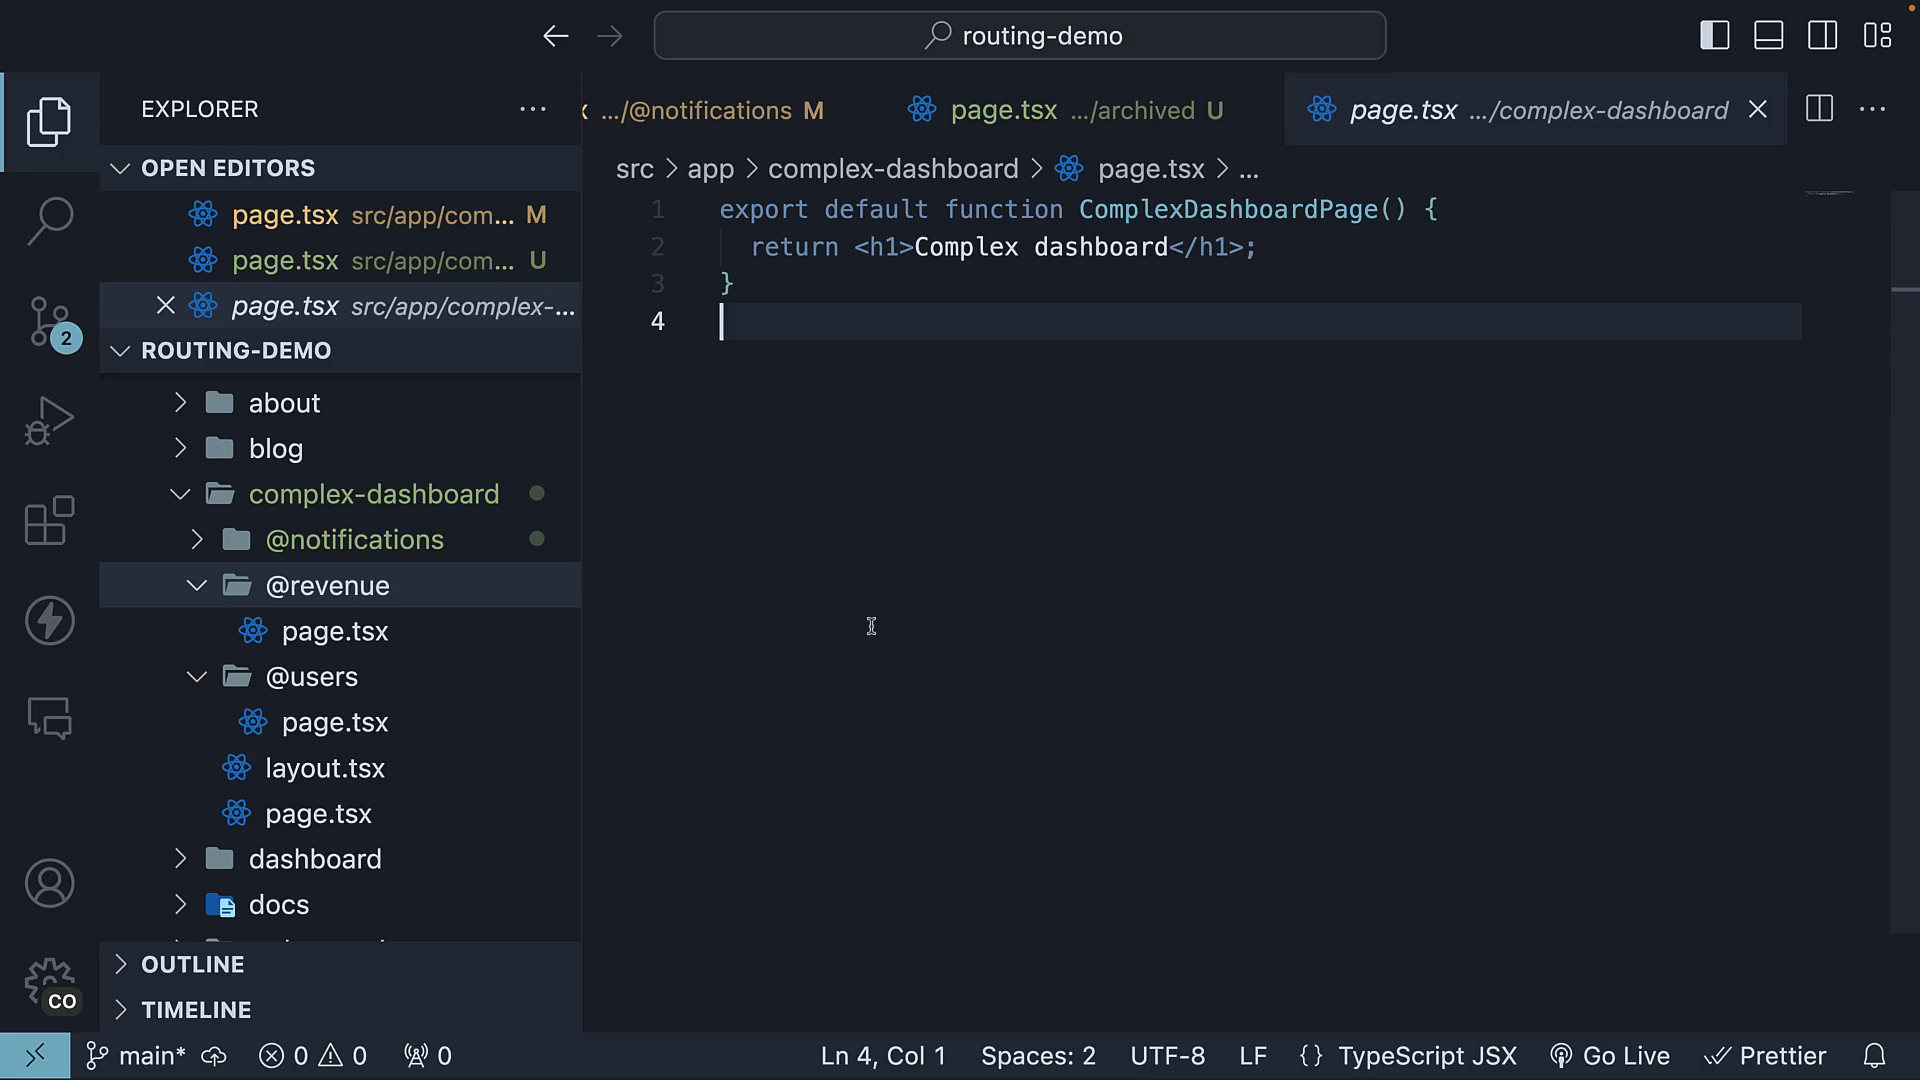 routing-demo
EXPLORER
OPEN EDITORS
page.tsx src/app/com... M
page.tsx src/app/com... U
page.tsx src/app/complex-...
ROUTING-DEMO
about
blog
complex-dashboard
@notifications
@revenue
page.tsx
@users
page.tsx
layout.tsx
page.tsx
dashboard
docs
OUTLINE
TIMELINE
2
CO
.../@notifications M
page.tsx .../archived U
page.tsx .../complex-dashboard
src > app > complex-dashboard > page.tsx > ...
1 export default function ComplexDashboardPage() {
2 return <h1>Complex dashboard</h1>;
3 }
4
main* 0 0 0 Ln 4, Col 1 Spaces: 2 UTF-8 LF {} TypeScript JSX Go Live Prettier